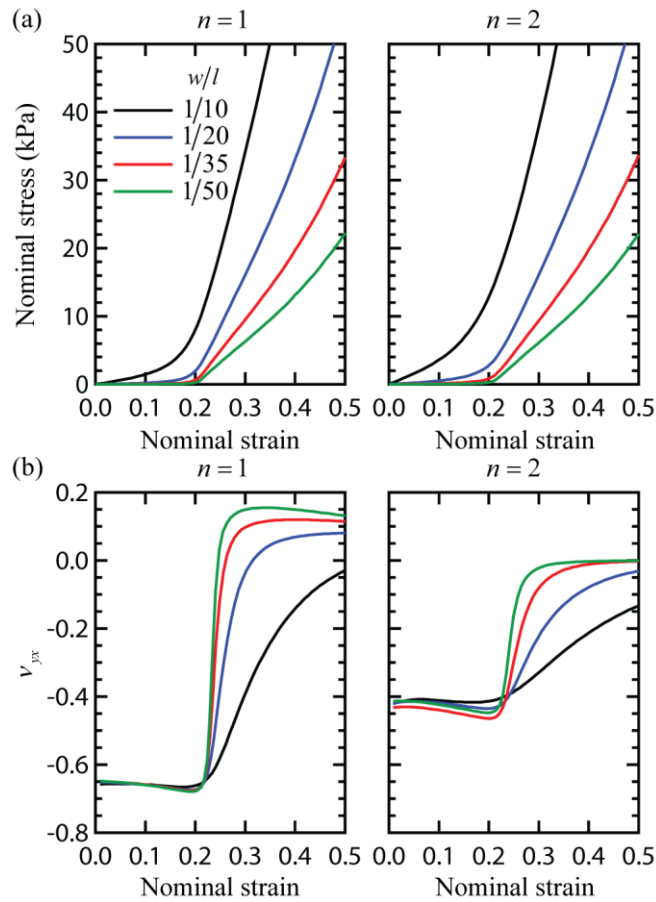 (a)
n = 1
n = 2
Nominal stress (kPa)
50
40
30
20
10
0
w/l
1/10
1/20
1/35
1/50
0.0 0.1 0.2 0.3 0.4 0.5
0.0 0.1 0.2 0.3 0.4 0.5
Nominal strain
Nominal strain
(b)
n = 1
n = 2
νyx
0.2
0.0
-0.2
-0.4
-0.6
-0.8
0.0 0.1 0.2 0.3 0.4 0.5
0.0 0.1 0.2 0.3 0.4 0.5
Nominal strain
Nominal strain